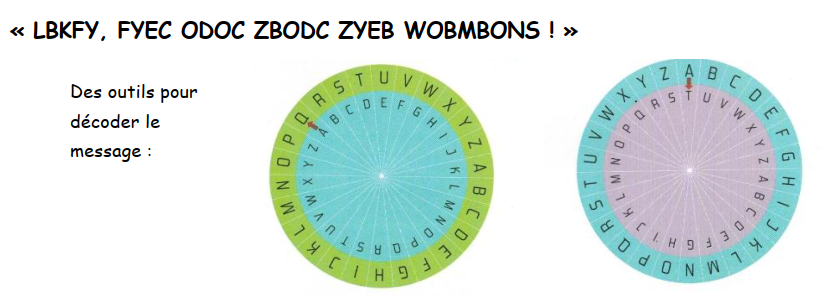 « LBKFY, FYEC ODOC ZBODC ZYEB WOBMBONS ! »
Des outils pour
décoder le
message :
Q R S T U V W X Y Z A B C D E F G H I J K L M N O P
A B C D E F G H I J K L M N O P Q R S T U V W X Y Z
A B C D E F G H I J K L M N O P Q R S T U V W X Y Z
T U V W X Y Z A B C D E F G H I J K L M N O P Q R S